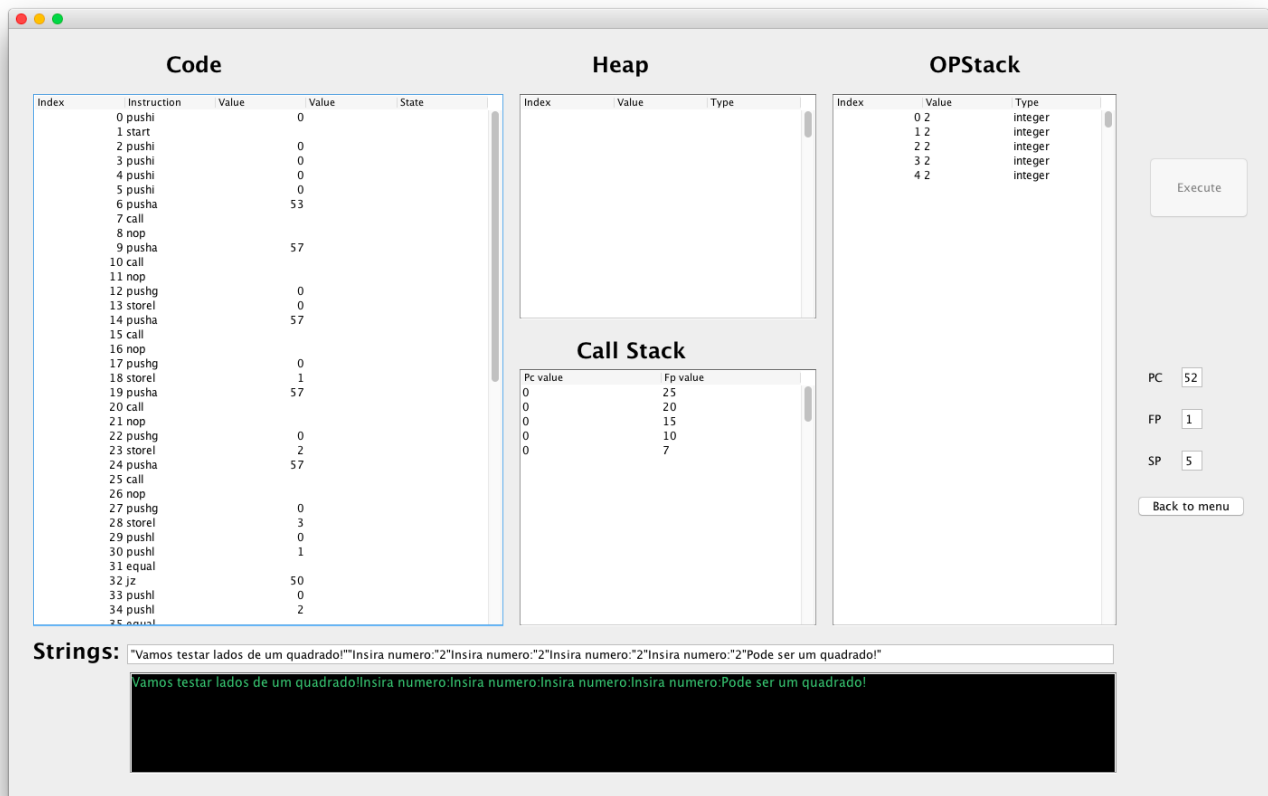 Code
Index Instruction Value Value State
0 pushi 0
1 start
2 pushi 0
3 pushi 0
4 pushi 0
5 pushi 0
6 pusha 53
7 call
8 nop
9 pusha 57
10 call
11 nop
12 pushg 0
13 storel 0
14 pusha 57
15 call
16 nop
17 pushg 0
18 storel 1
19 pusha 57
20 call
21 nop
22 pushg 0
23 storel 2
24 pusha 57
25 call
26 nop
27 pushg 0
28 storel 3
29 pushl 0
30 pushl 1
31 equal
32 jz 50
33 pushl 0
34 pushl 2
35 equal
Heap
Index Value Type
Call Stack
Pc value Fp value
0 25
0 20
0 15
0 10
0 7
OPStack
Index Value Type
0 2 integer
1 2 integer
2 2 integer
3 2 integer
4 2 integer
Execute
PC 52
FP 1
SP 5
Back to menu
Strings: "Vamos testar lados de um quadrado!""Insira numero:"2"Insira numero:"2"Insira numero:"2"Insira numero:"2"Pode ser um quadrado!"
Vamos testar lados de um quadrado!Insira numero:Insira numero:Insira numero:Insira numero:Pode ser um quadrado!